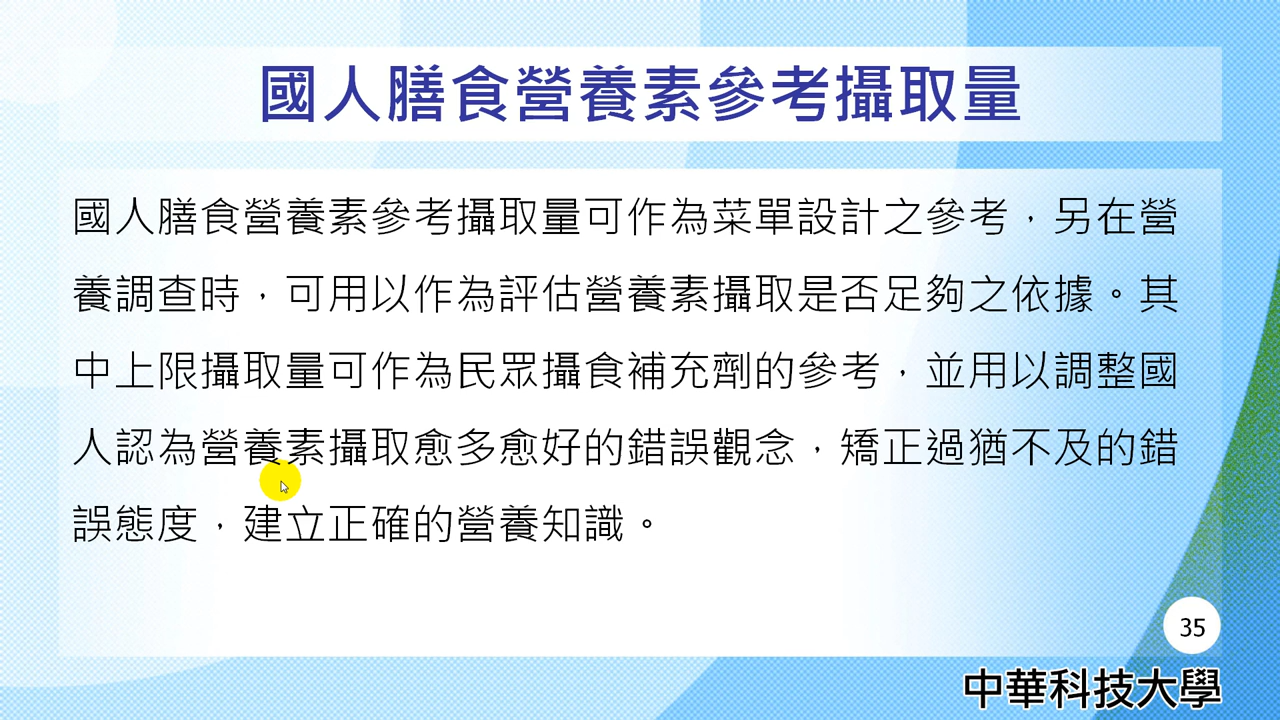 國人膳食營養素參考攝取量
國人膳食營養素參考攝取量可作為菜單設計之參考，另在營
養調查時，可用以作為評估營養素攝取是否足夠之依據。其
中上限攝取量可作為民眾攝食補充劑的參考，並用以調整國
人認為營養素攝取愈多愈好的錯誤觀念，矯正過猶不及的錯
誤態度，建立正確的營養知識。
35
中華科技大學